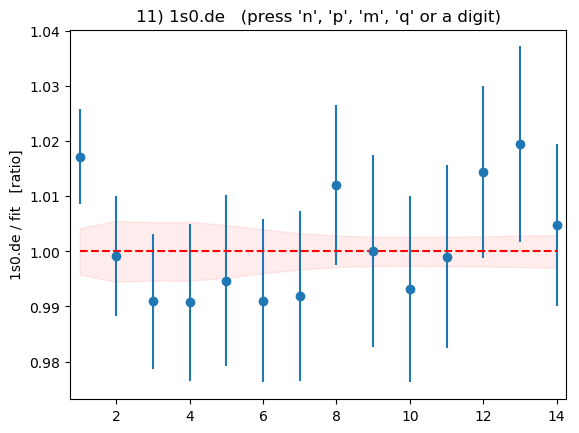 11) 1s0.de   (press 'n', 'p', 'm', 'q' or a digit)
1s0.de / fit   [ratio]
1.04
1.03
1.02
1.01
1.00
0.99
0.98
2 4 6 8 10 12 14